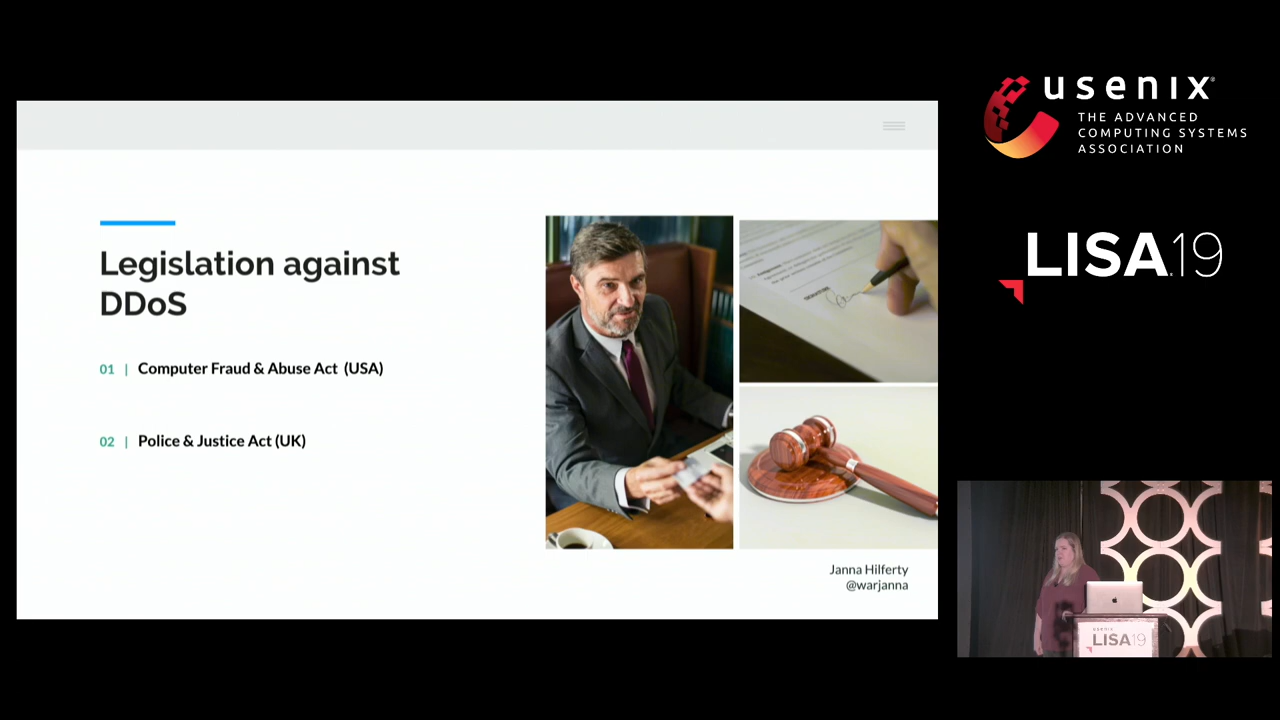 usenix
THE ADVANCED
COMPUTING SYSTEMS
ASSOCIATION
LISA19
Legislation against
DDoS
01 | Computer Fraud & Abuse Act (USA)
02 | Police & Justice Act (UK)
Janna Hilferty
@warjanna
usenix
LISA19